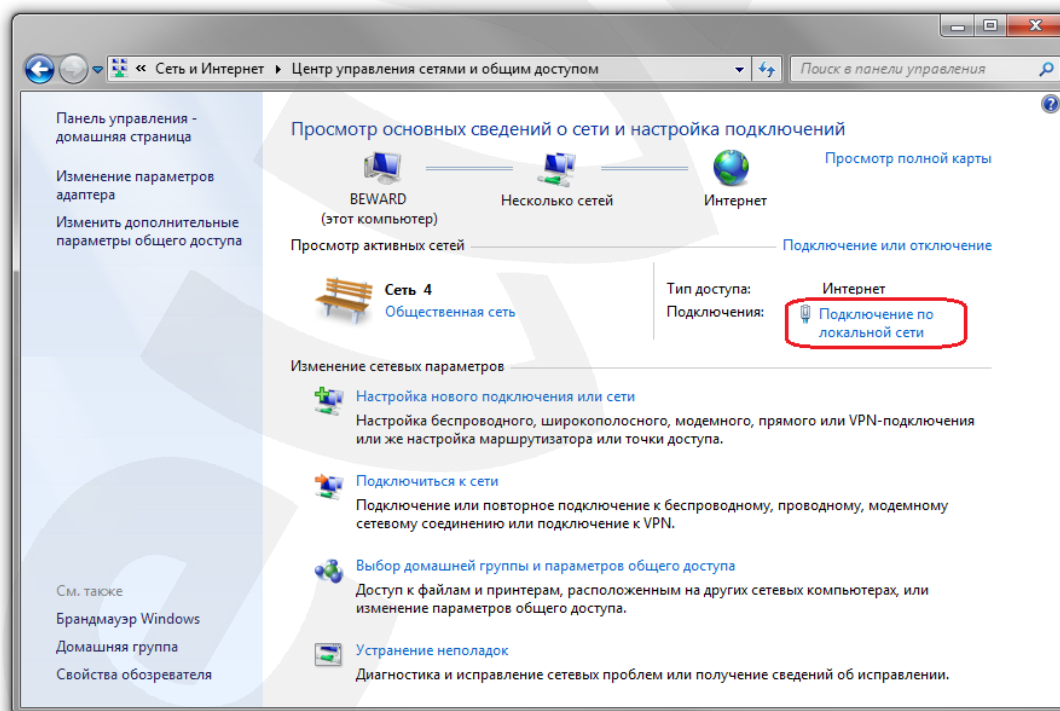 « Сеть и Интернет ▸ Центр управления сетями и общим доступом
Поиск в панели управления
Панель управления -
домашняя страница
Изменение параметров
адаптера
Изменить дополнительные
параметры общего доступа
См. также
Брандмауэр Windows
Домашняя группа
Свойства обозревателя
Просмотр основных сведений о сети и настройка подключений
Просмотр полной карты
BEWARD
(этот компьютер)
Несколько сетей
Интернет
Просмотр активных сетей
Подключение или отключение
Сеть 4
Общественная сеть
Тип доступа: Интернет
Подключения: Подключение по
локальной сети
Изменение сетевых параметров
Настройка нового подключения или сети
Настройка беспроводного, широкополосного, модемного, прямого или VPN-подключения
или же настройка маршрутизатора или точки доступа.
Подключиться к сети
Подключение или повторное подключение к беспроводному, проводному, модемному
сетевому соединению или подключение к VPN.
Выбор домашней группы и параметров общего доступа
Доступ к файлам и принтерам, расположенным на других сетевых компьютерах, или
изменение параметров общего доступа.
Устранение неполадок
Диагностика и исправление сетевых проблем или получение сведений об исправлении.